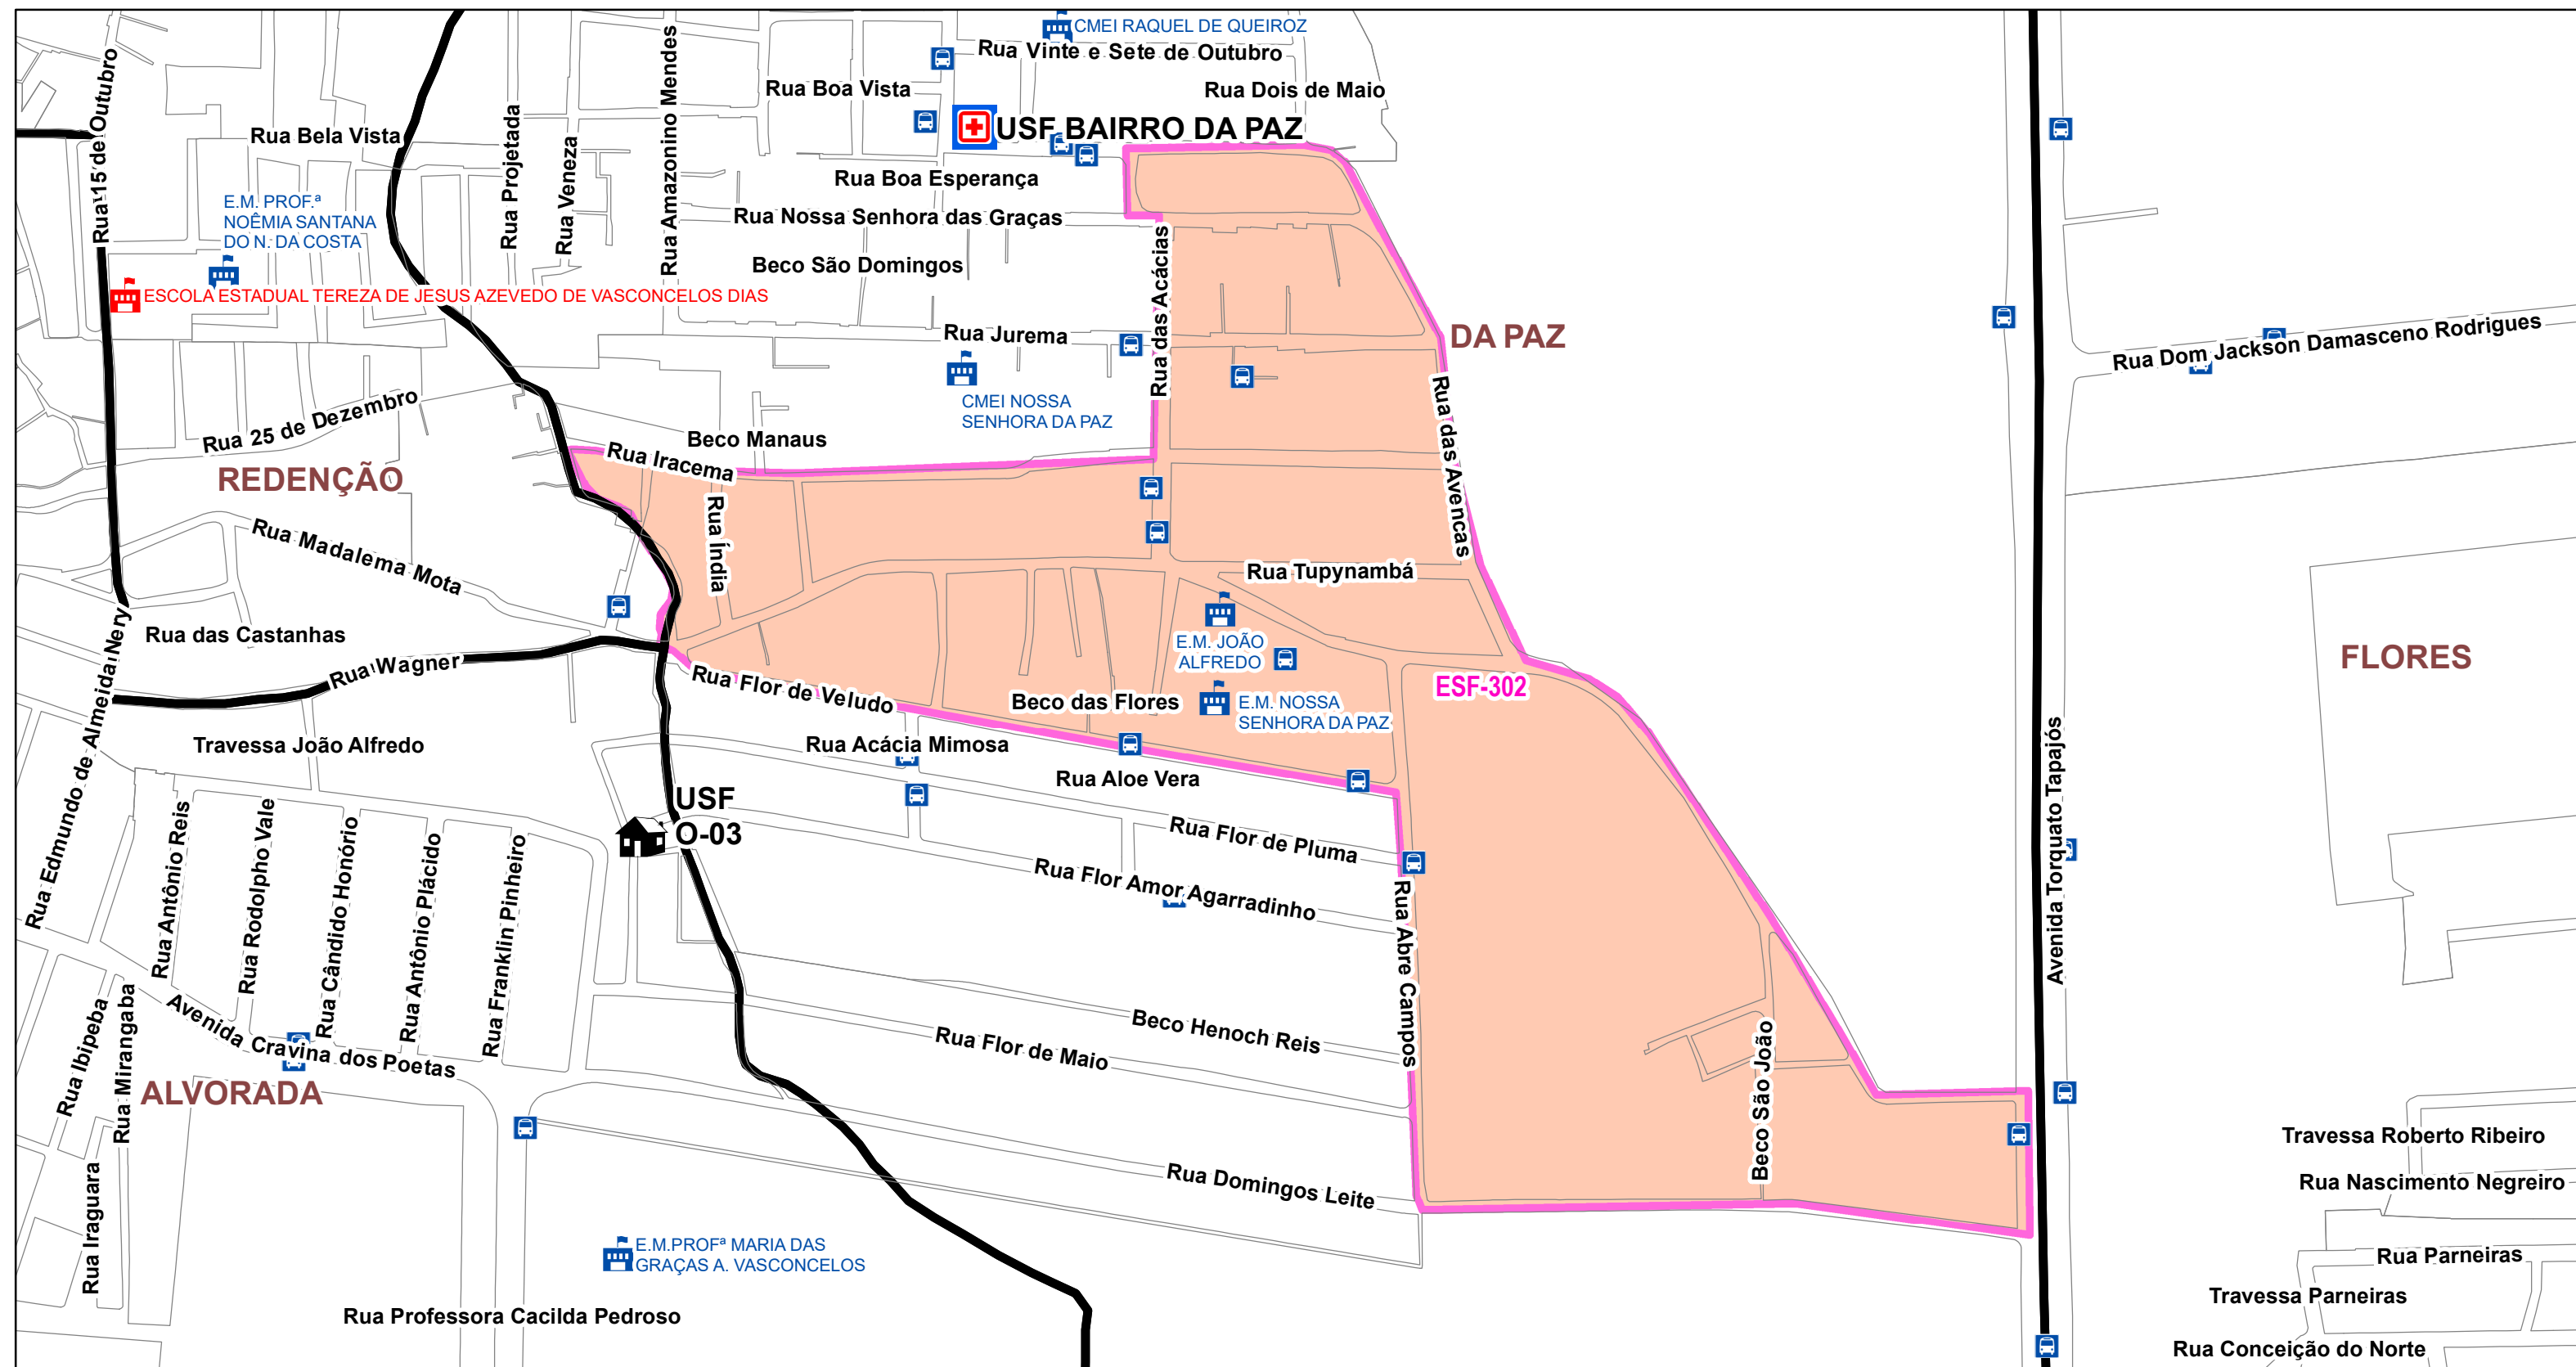 CMEI RAQUEL DE QUEIROZ
Rua Vinte e Sete de Outubro
Rua Boa Vista
Rua Dois de Maio
USF BAIRRO DA PAZ
Rua Bela Vista
Rua 15 de Outubro
Rua Projetada
Rua Veneza
Rua Amazonino Mendes
Rua Boa Esperança
Rua Nossa Senhora das Graças
Beco São Domingos
E.M. PROF.ª
NOÊMIA SANTANA
DO N. DA COSTA
ESCOLA ESTADUAL TEREZA DE JESUS AZEVEDO DE VASCONCELOS DIAS
Rua Jurema
Rua das Acácias
DA PAZ
Rua Dom Jackson Damasceno Rodrigues
CMEI NOSSA
SENHORA DA PAZ
Rua 25 de Dezembro
Beco Manaus
Rua Iracema
REDENÇÃO
Rua das Avencas
Rua Índia
Rua Madalema Mota
Rua Tupynambá
Rua das Castanhas
E.M. JOÃO
ALFREDO
Rua Wagner
Rua Flor de Veludo
Beco das Flores
E.M. NOSSA
SENHORA DA PAZ
ESF-302
FLORES
Rua Edmundo de Almeida Nery
Travessa João Alfredo
Rua Acácia Mimosa
Rua Aloe Vera
USF
O-03
Avenida Torquato Tapajós
Rua Flor de Pluma
Rua Flor Amor Agarradinho
Rua Abre Campos
Rua Antônio Reis
Rua Rodolpho Vale
Rua Cândido Honório
Rua Antônio Plácido
Rua Franklin Pinheiro
Avenida Cravina dos Poetas
Rua Ibipeba
Rua Mirangaba
Beco Henoch Reis
Rua Flor de Maio
Beco São João
ALVORADA
Rua Iraguara
Rua Domingos Leite
Travessa Roberto Ribeiro
Rua Nascimento Negreiro
E.M.PROFª MARIA DAS
GRAÇAS A. VASCONCELOS
Rua Parneiras
Travessa Parneiras
Rua Professora Cacilda Pedroso
Rua Conceição do Norte